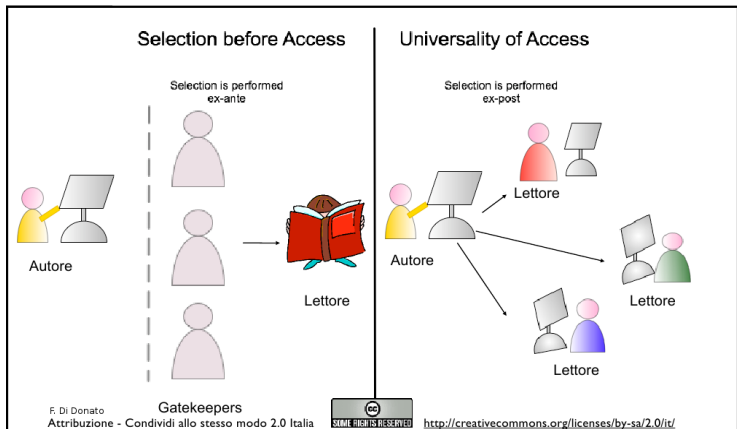 Selection before Access
Selection is performed
ex-ante
Autore
Lettore
Gatekeepers
Universality of Access
Selection is performed
ex-post
Lettore
Autore
Lettore
Lettore
F. Di Donato
Attribuzione - Condividi allo stesso modo 2.0 Italia
cc
SOME RIGHTS RESERVED
http://creativecommons.org/licenses/by-sa/2.0/it/